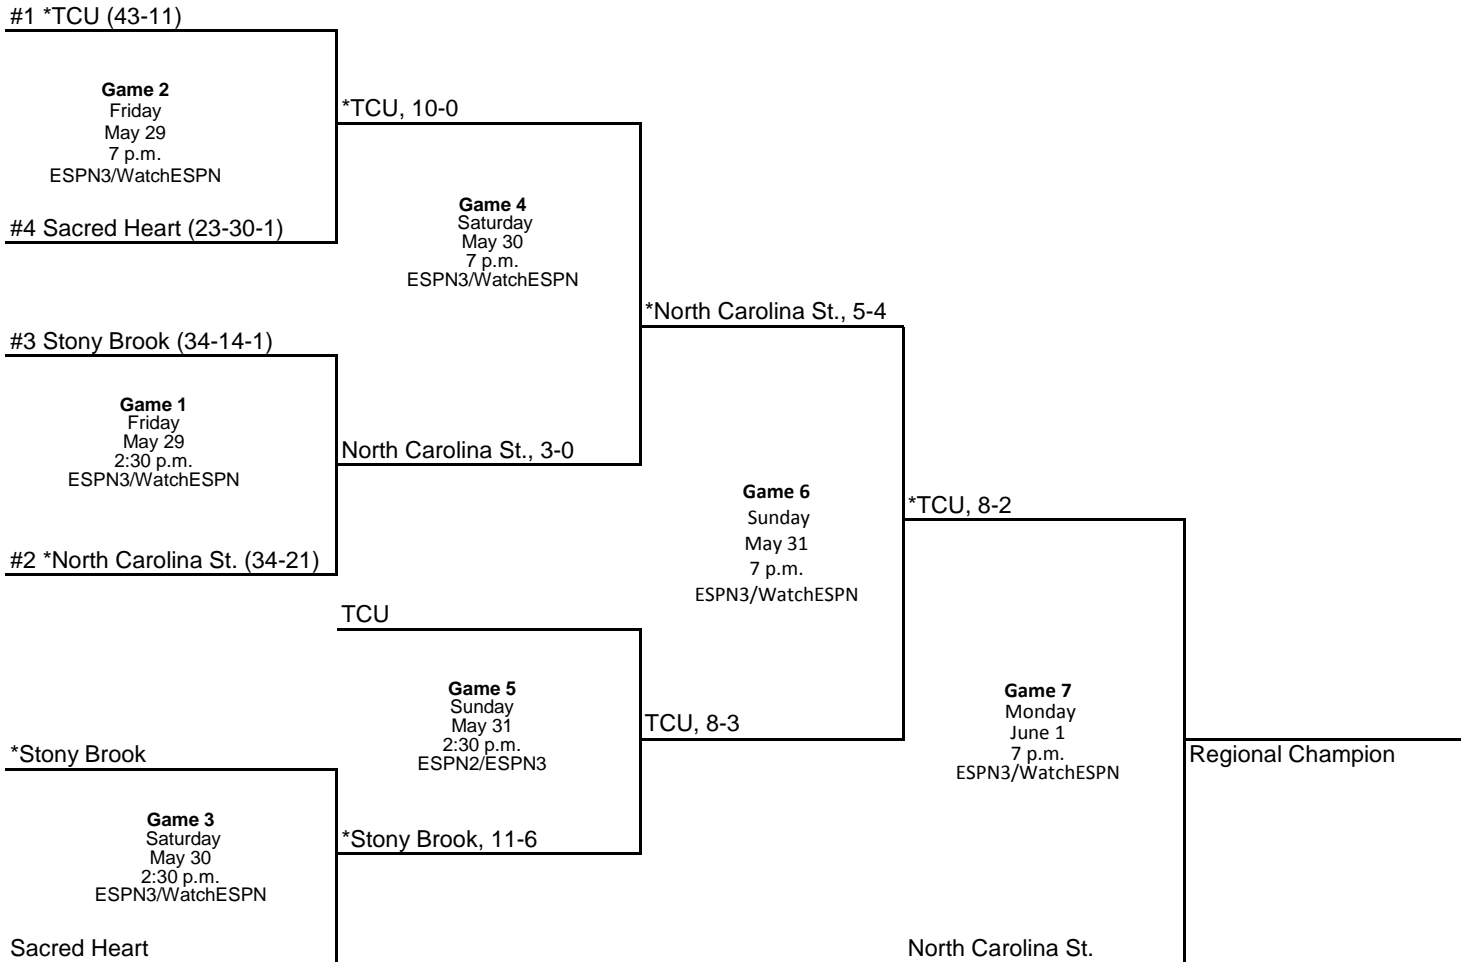 #1 *TCU (43-11)
Game 2
Friday
May 29
7 p.m.
ESPN3/WatchESPN
#4 Sacred Heart (23-30-1)
*TCU, 10-0
Game 4
Saturday
May 30
7 p.m.
ESPN3/WatchESPN
#3 Stony Brook (34-14-1)
Game 1
Friday
May 29
2:30 p.m.
ESPN3/WatchESPN
#2 *North Carolina St. (34-21)
North Carolina St., 3-0
*North Carolina St., 5-4
Game 6
Sunday
May 31
7 p.m.
ESPN3/WatchESPN
*TCU, 8-2
TCU
Game 5
Sunday
May 31
2:30 p.m.
ESPN2/ESPN3
TCU, 8-3
*Stony Brook
Game 3
Saturday
May 30
2:30 p.m.
ESPN3/WatchESPN
Sacred Heart
*Stony Brook, 11-6
Game 7
Monday
June 1
7 p.m.
ESPN3/WatchESPN
North Carolina St.
Regional Champion